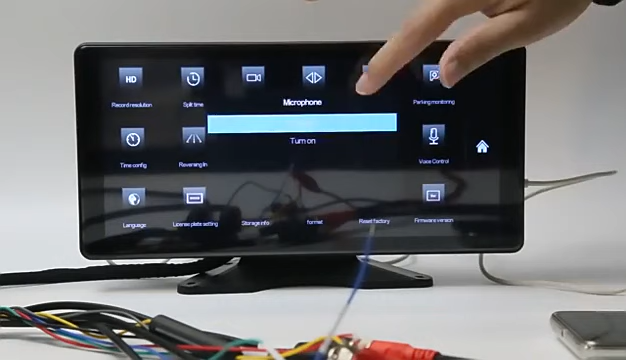 HD
Record resolution
Split time
Parking monitoring
Microphone
Turn on
Time config
Reversing ln
Voice Control
Language
License plate setting
Storage info
format
Reset factory
Firmware version